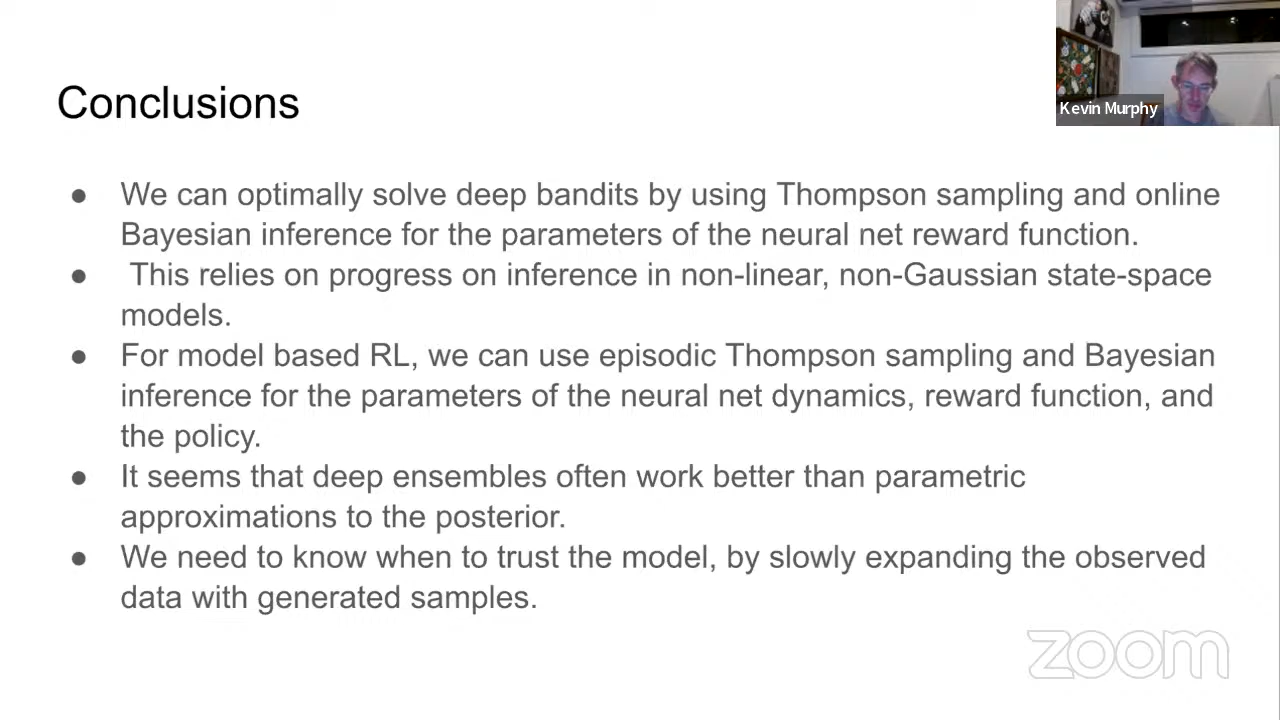 Kevin Murphy
Conclusions
● We can optimally solve deep bandits by using Thompson sampling and online
Bayesian inference for the parameters of the neural net reward function.
● This relies on progress on inference in non-linear, non-Gaussian state-space
models.
● For model based RL, we can use episodic Thompson sampling and Bayesian
inference for the parameters of the neural net dynamics, reward function, and
the policy.
● It seems that deep ensembles often work better than parametric
approximations to the posterior.
● We need to know when to trust the model, by slowly expanding the observed
data with generated samples.
zoom